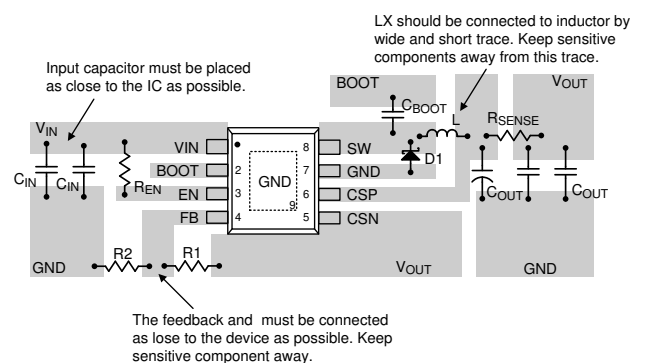 LX should be connected to inductor by
wide and short trace. Keep sensitive
components away from this trace.
Input capacitor must be placed
as close to the IC as possible.
BOOT
VOUT
CBOOT
L
RSENSE
VIN
VIN
8
SW
D1
CIN
CIN
REN
BOOT
2
7
GND
GND
EN
3
6
CSP
9
COUT
COUT
FB
4
5
CSN
GND
R2
R1
VOUT
GND
The feedback and must be connected
as lose to the device as possible. Keep
sensitive component away.